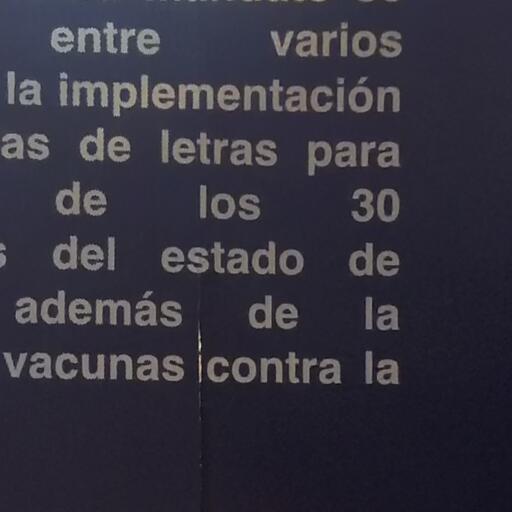 entre varios
la implementación
as de letras para
de los 30
s del estado de
además de la
vacunas contra la